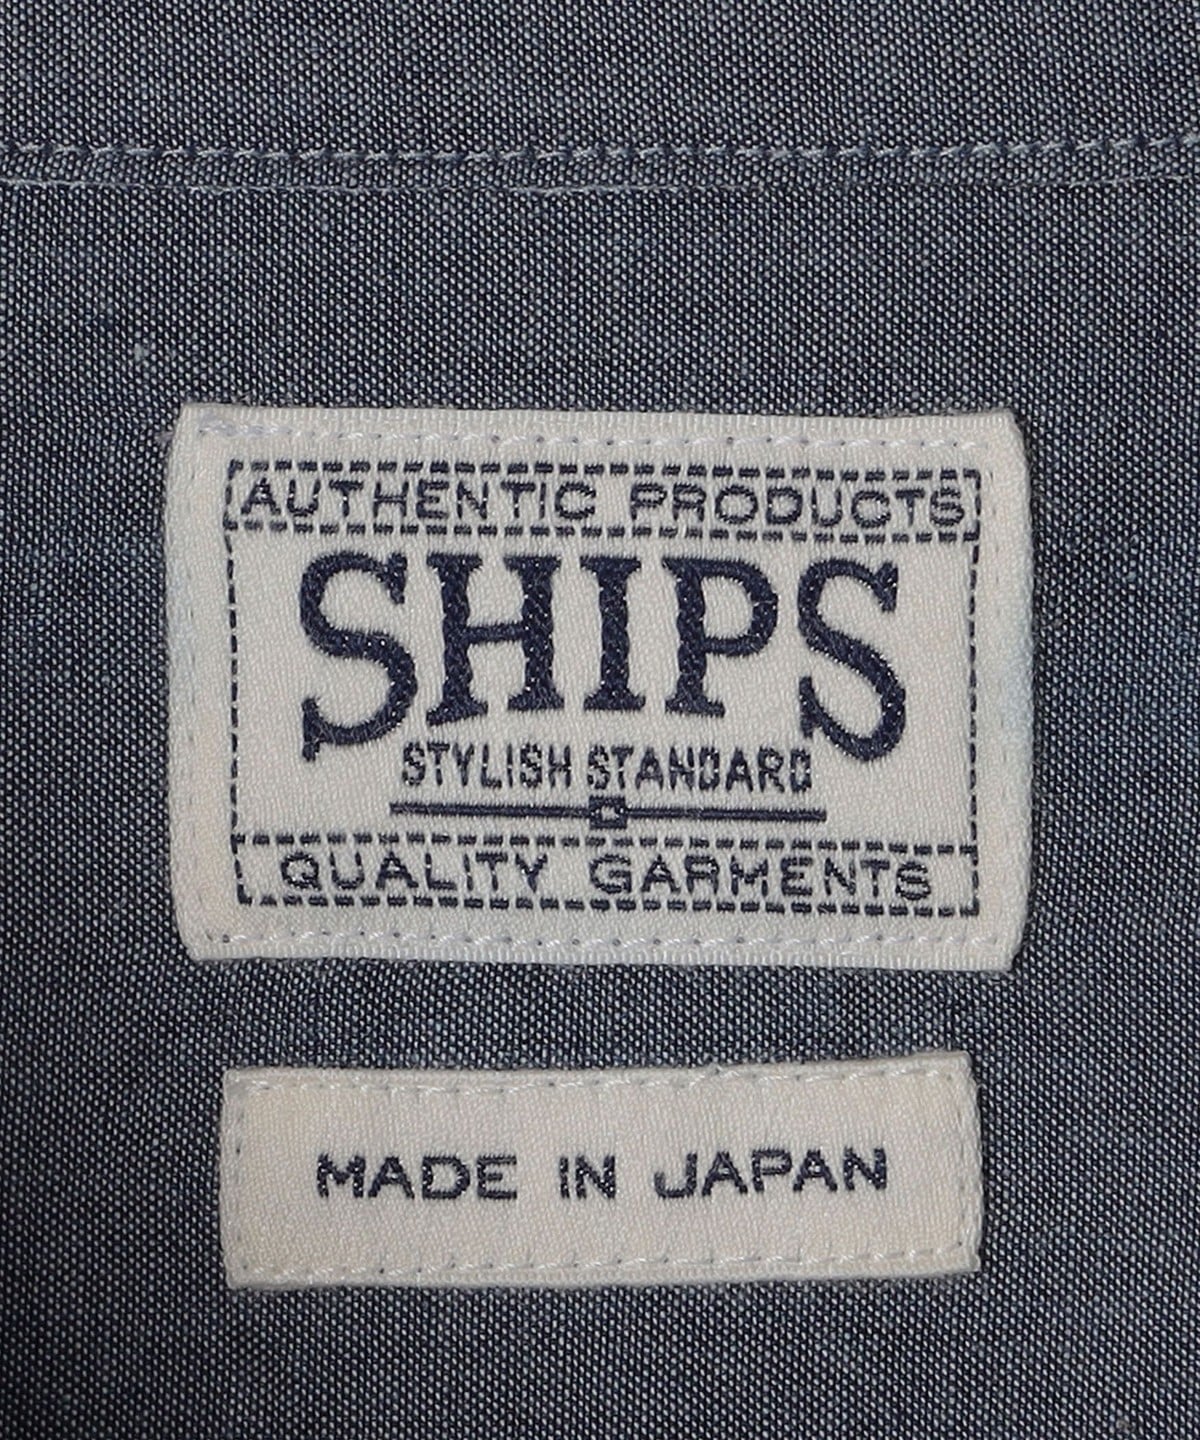 AUTHENTIC PRODUCTS
SHIPS
STYLISH STANDARD
QUALITY GARMENTS
MADE IN JAPAN